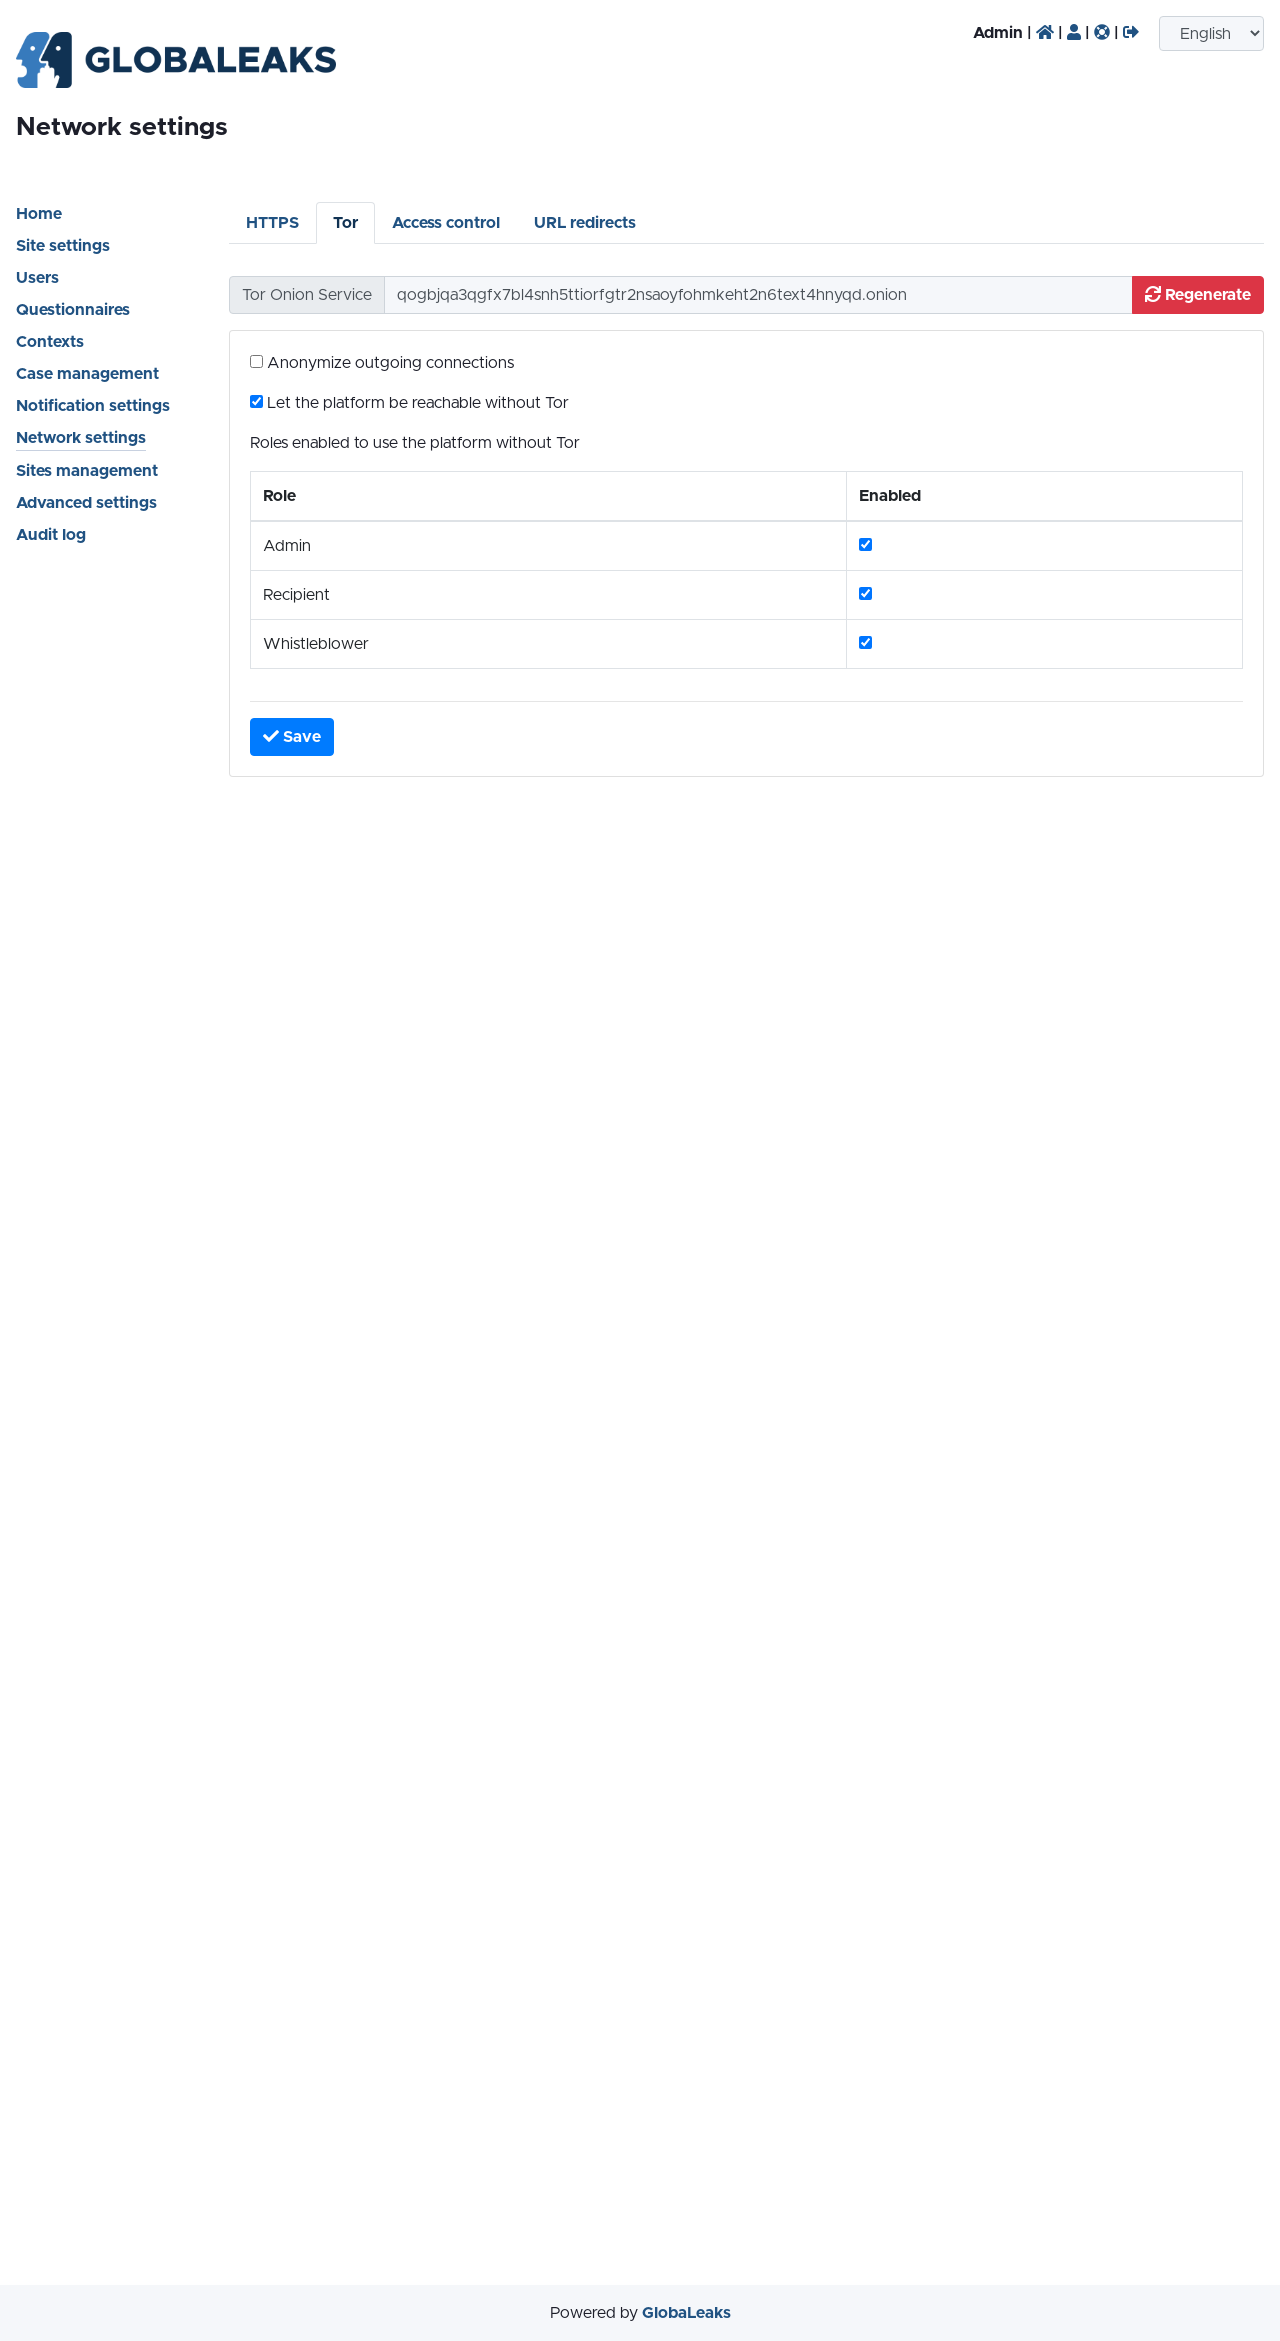 Admin | | | | English
GLOBALEAKS
Network settings
Home
Site settings
Users
Questionnaires
Contexts
Case management
Notification settings
Network settings
Sites management
Advanced settings
Audit log
HTTPS Tor Access control URL redirects
Tor Onion Service qogbjqa3qgfx7bl4snh5ttiorfgtr2nsaoyfohmkeht2n6text4hnyqd.onion Regenerate
Anonymize outgoing connections
Let the platform be reachable without Tor
Roles enabled to use the platform without Tor
Role Enabled
Admin
Recipient
Whistleblower
Save
Powered by GlobaLeaks